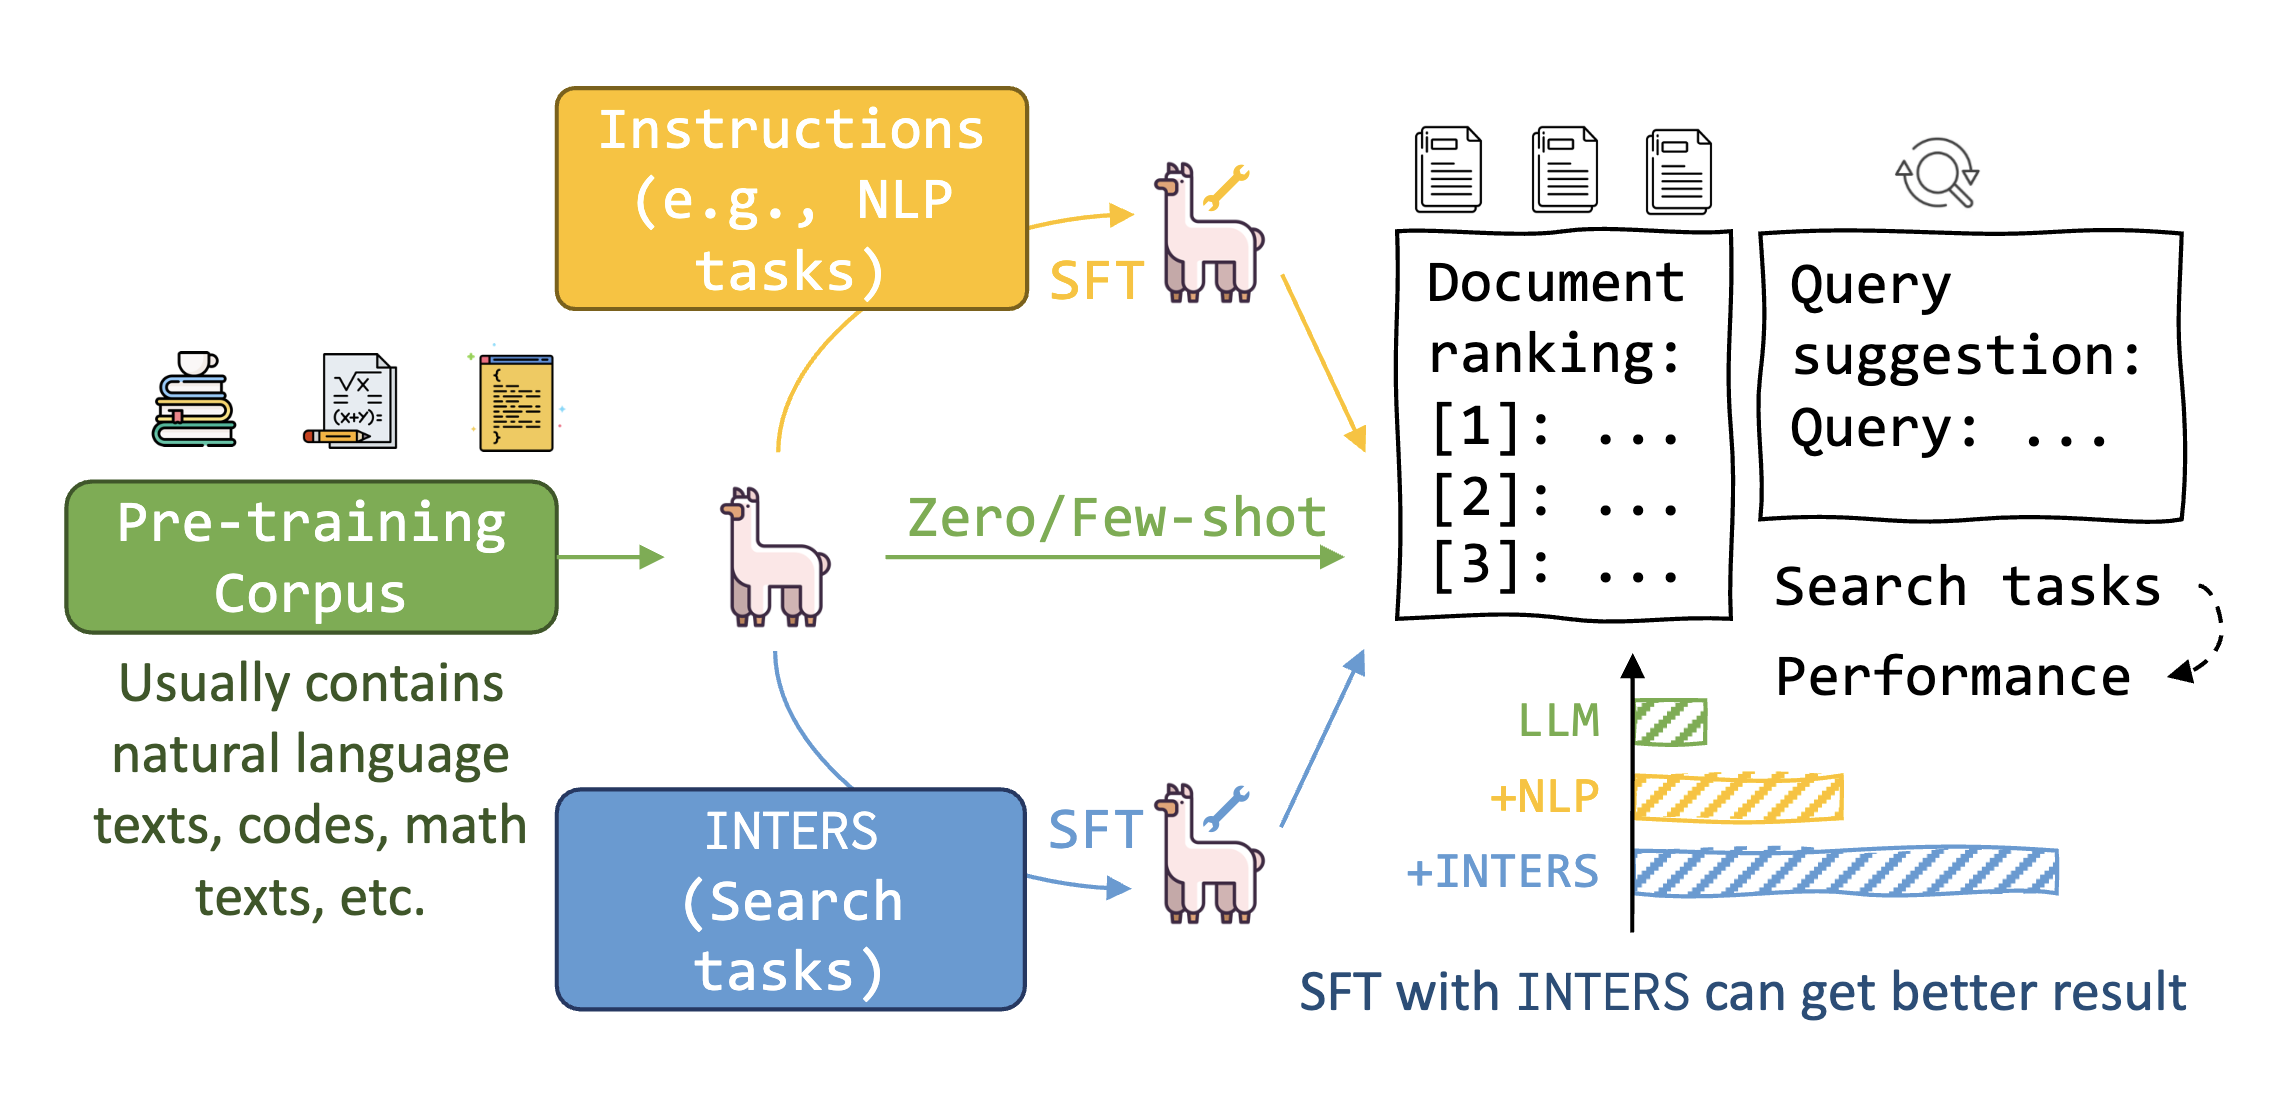 Instructions
(e.g., NLP
tasks)
SFT
√x
=
(x+y)=
{
}
Pre-training
Corpus
Usually contains
natural language
texts, codes, math
texts, etc.
Zero/Few-shot
INTERS
(Search
tasks)
SFT
Document
ranking:
[1]: ...
[2]: ...
[3]: ...
Query
suggestion:
Query: ...
Search tasks
Performance
LLM
+NLP
+INTERS
SFT with INTERS can get better result